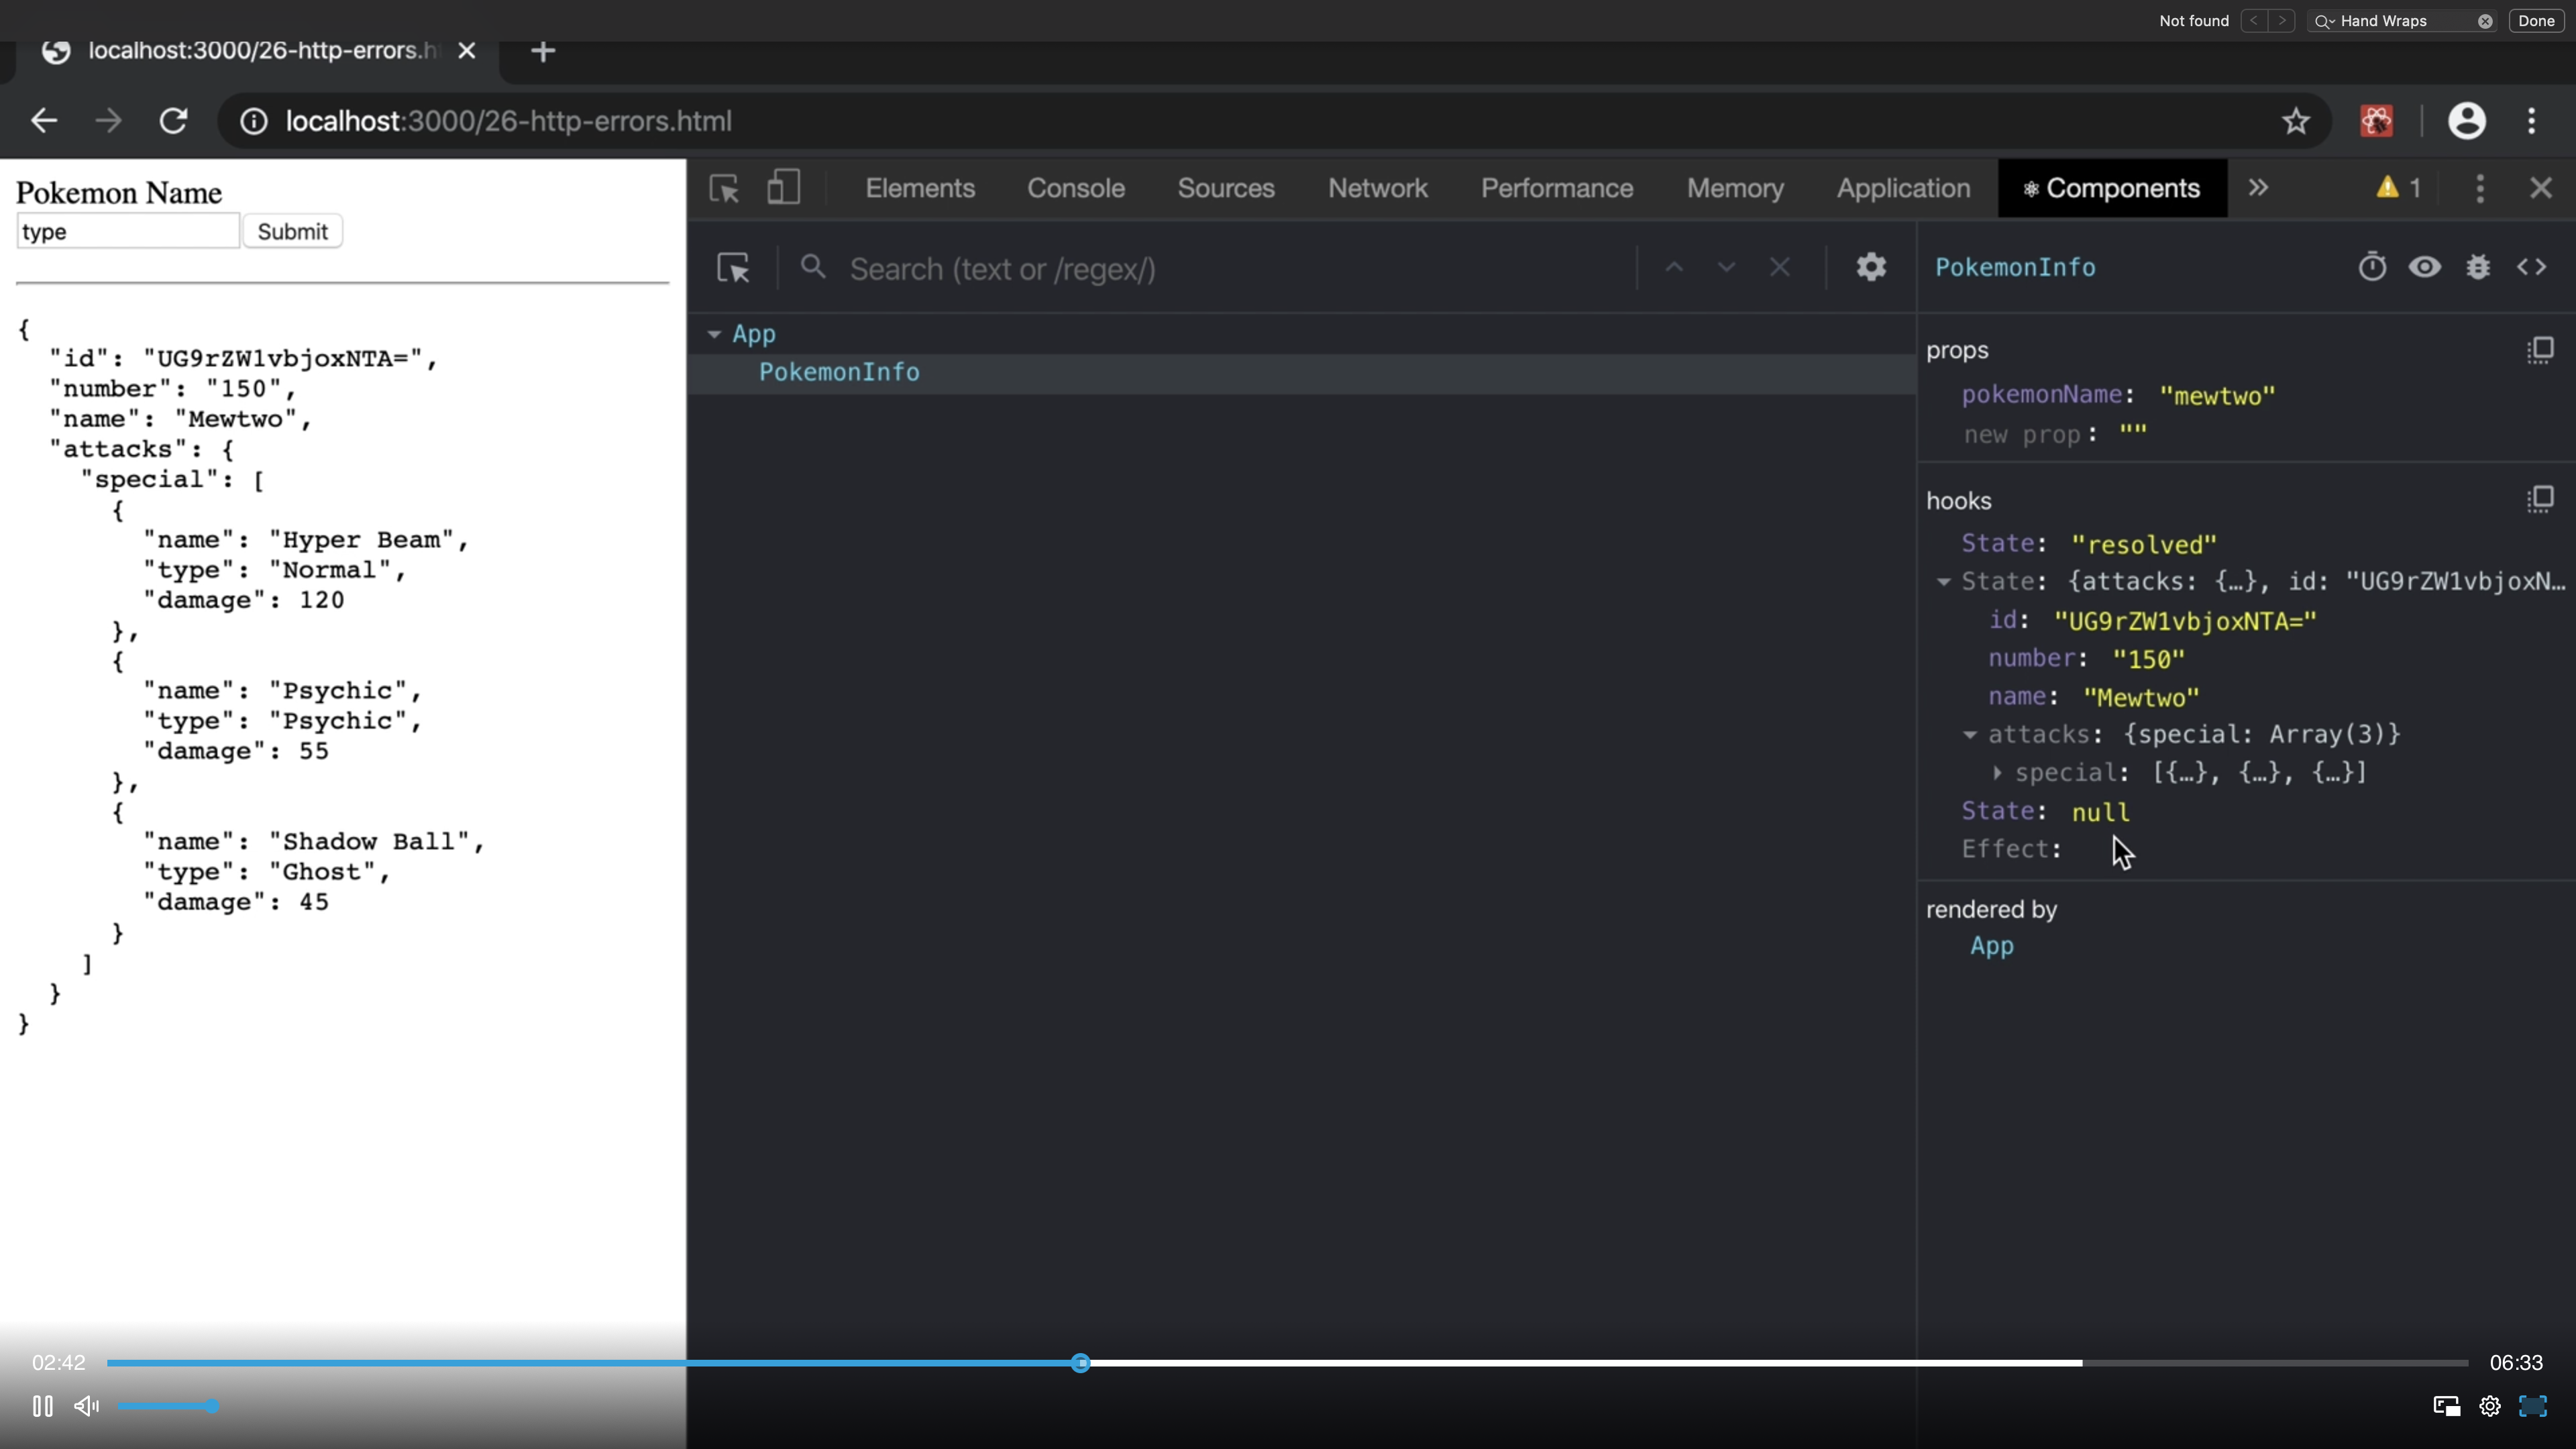 Not found
Hand Wraps
Done
localhost:3000/26-http-errors.h
localhost:3000/26-http-errors.html
Pokemon Name
type
Submit
{
"id": "UG9rZW1vbjoxNTA=",
"number": "150",
"name": "Mewtwo",
"attacks": {
"special": [
{
"name": "Hyper Beam",
"type": "Normal",
"damage": 120
},
{
"name": "Psychic",
"type": "Psychic",
"damage": 55
},
{
"name": "Shadow Ball",
"type": "Ghost",
"damage": 45
}
]
}
}
Elements Console Sources Network Performance Memory Application Components » 1
Search (text or /regex/)
App
PokemonInfo
PokemonInfo
props
pokemonName: "mewtwo"
new prop: ""
hooks
State: "resolved"
State: {attacks: {…}, id: "UG9rZW1vbjoxN…
id: "UG9rZW1vbjoxNTA="
number: "150"
name: "Mewtwo"
attacks: {special: Array(3)}
special: [{…}, {…}, {…}]
State: null
Effect:
rendered by
App
02:42
06:33